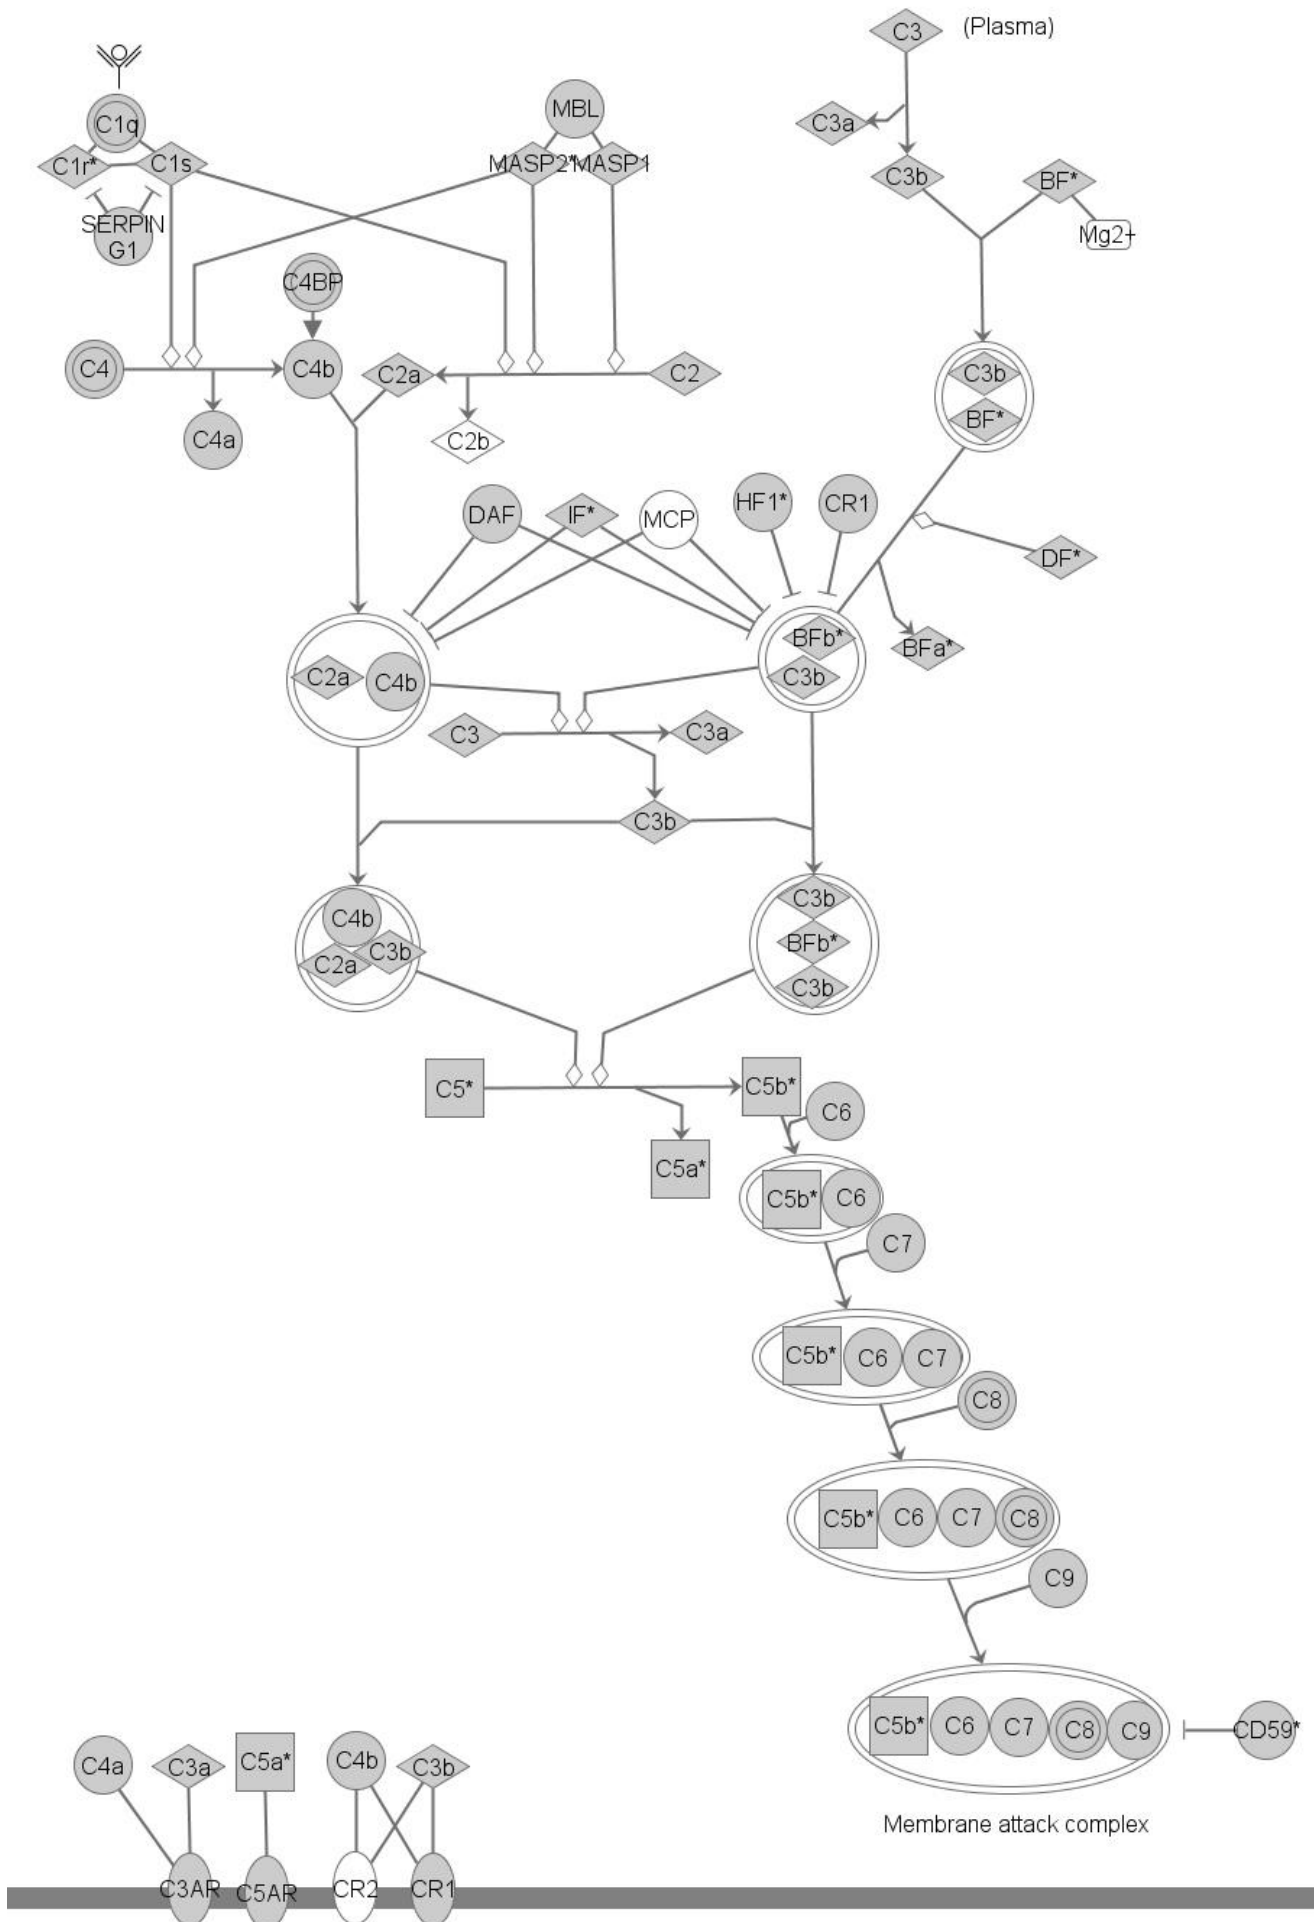 C3 (Plasma)
C1q
MBL
C3a
C1r*
C1s
MASP2*
MASP1
C3b
BF*
SERPIN
G1
Mg2+
C4BP
C4
C4b
C2a
C2
C3b
C4a
C2b
BF*
DAF
IF*
MCP
HF1*
CR1
DF*
BFb*
BFa*
C2a
C4b
C3b
C3
C3a
C3b
C4b
C3b
C2a
C3b
BFb*
C3b
C5*
C5b*
C6
C5a*
C5b*
C6
C7
C5b*
C6
C7
C8
C5b*
C6
C7
C8
C9
C5b*
C6
C7
C8
C9
CD59*
C4a
C3a
C5a*
C4b
C3b
Membrane attack complex
C3AR
C5AR
CR2
CR1